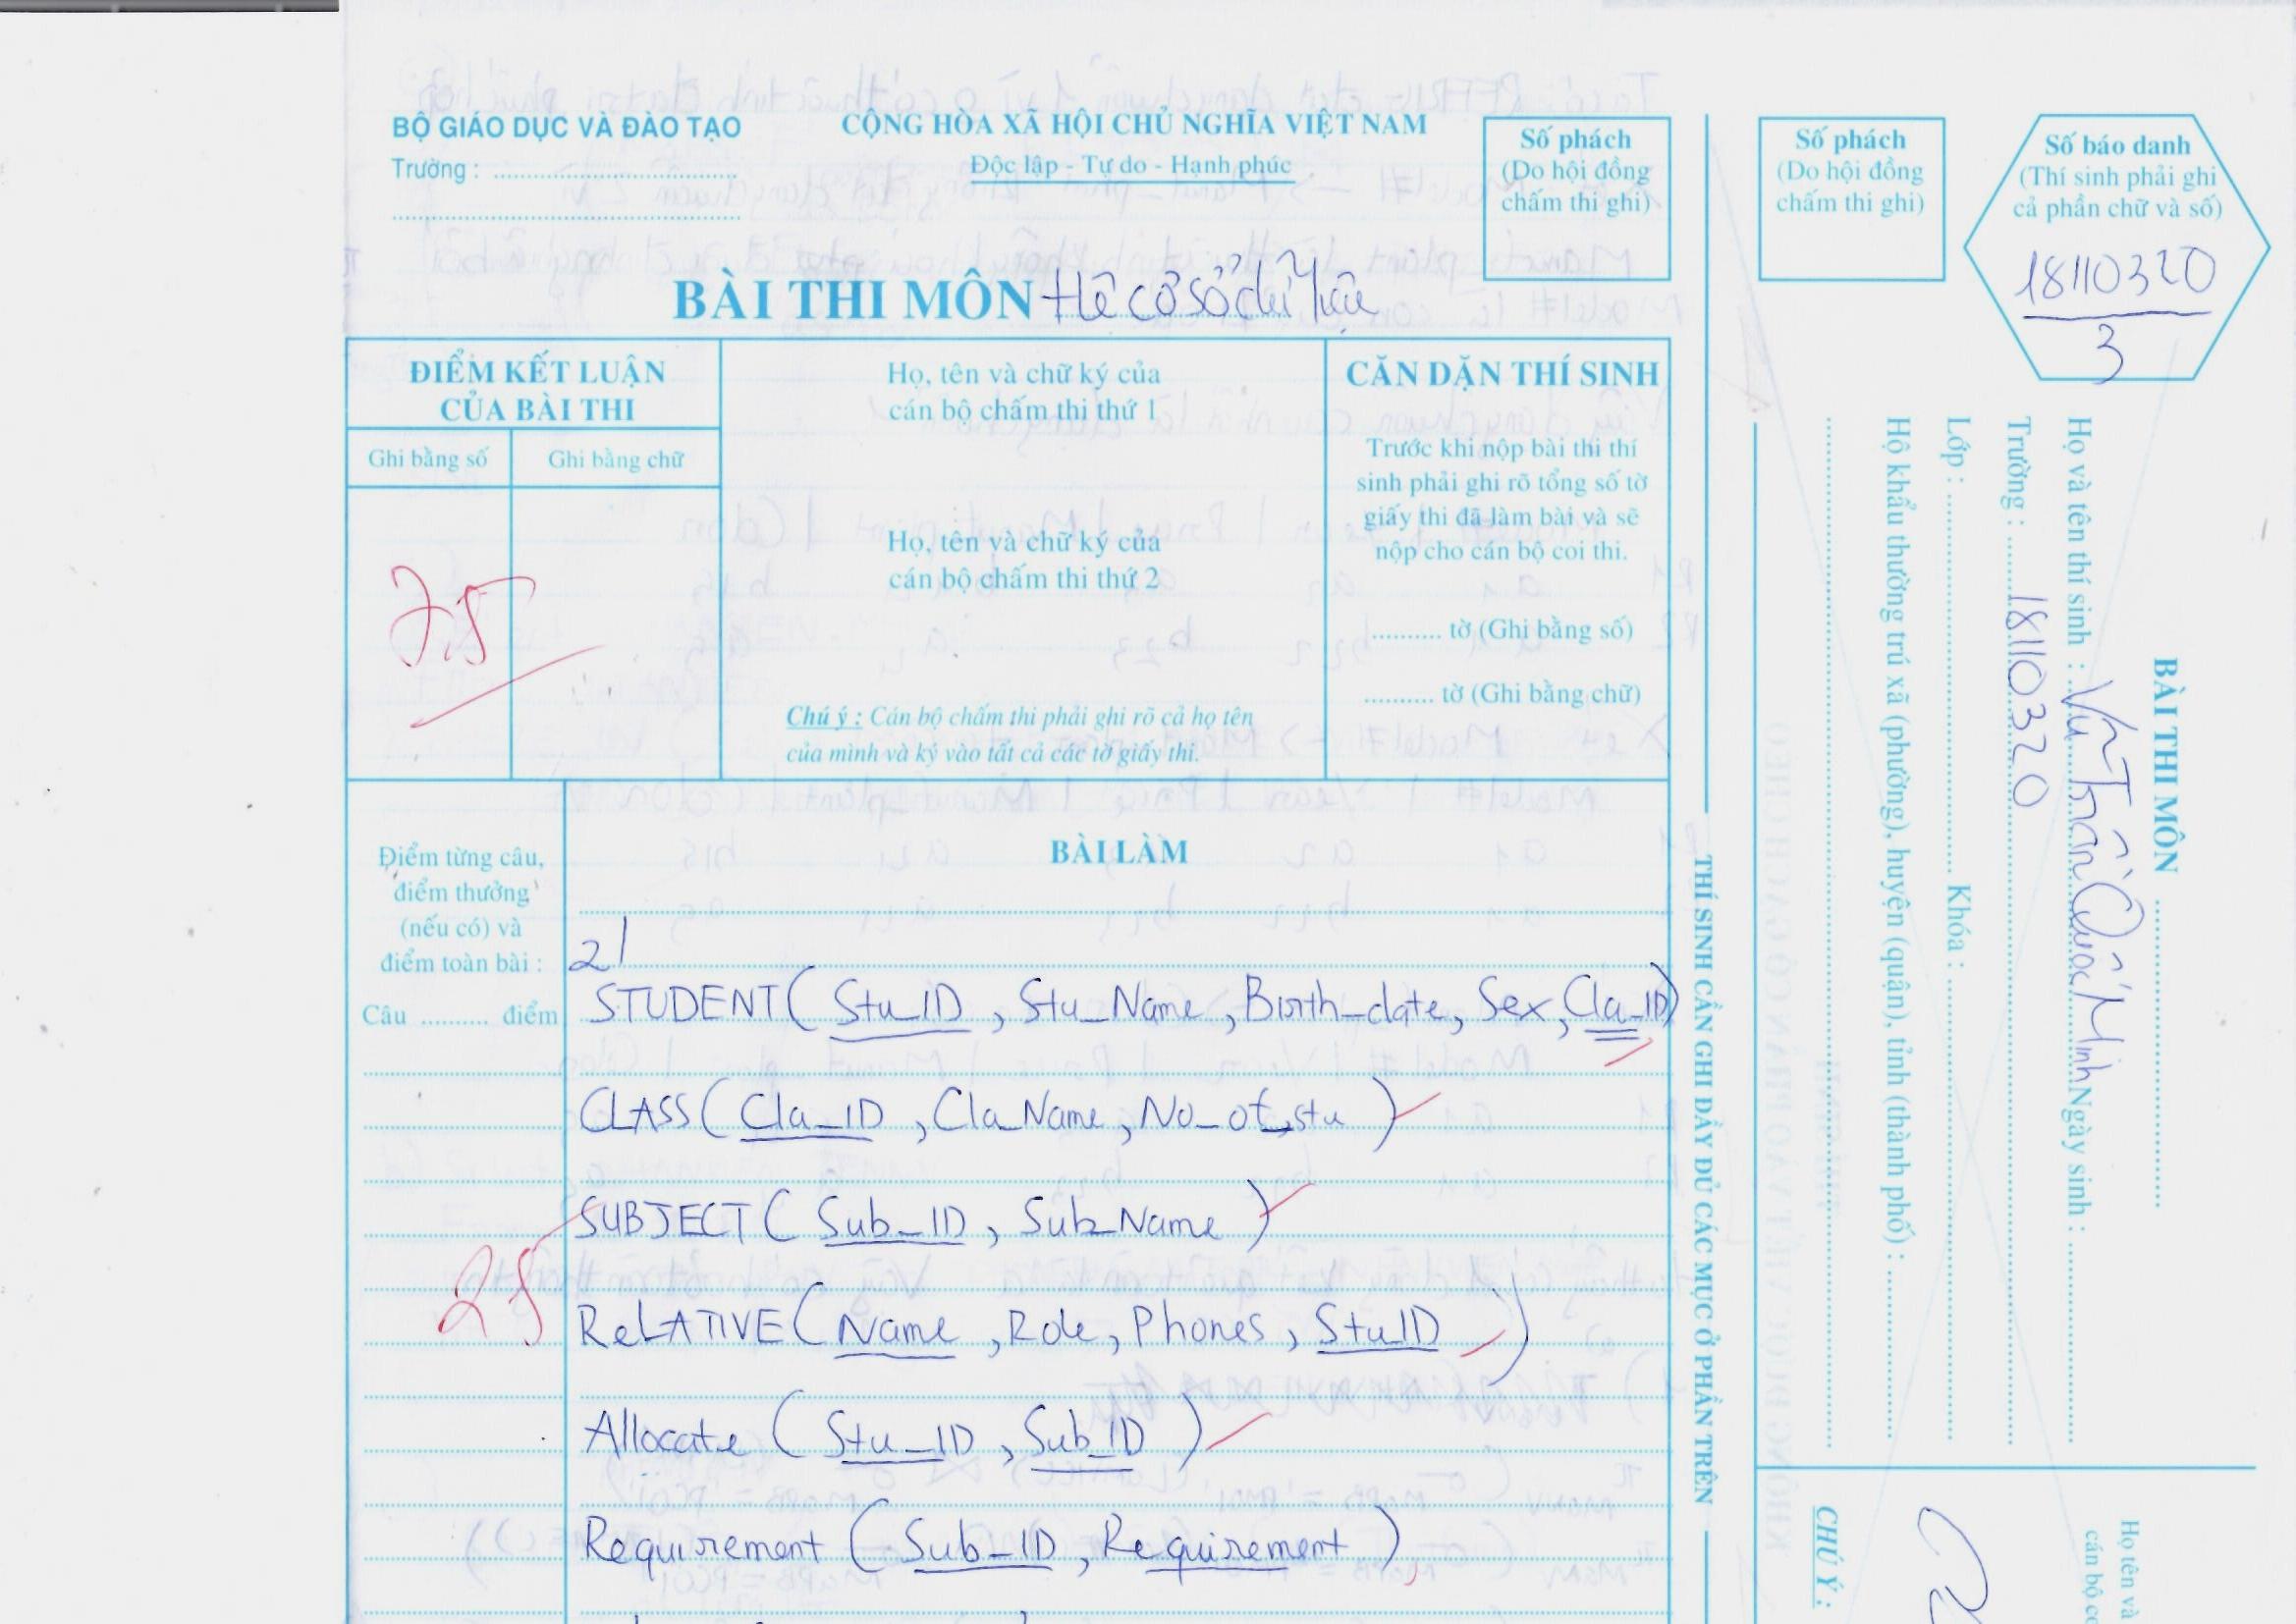 BỘ GIÁO DỤC VÀ ĐÀO TẠO
Trường : ....................................
CỘNG HÒA XÃ HỘI CHỦ NGHĨA VIỆT NAM
Độc lập - Tự do - Hạnh phúc
Số phách
(Do hội đồng
chấm thi ghi)
BÀI THI MÔN Hệ cơ sở dữ liệu
ĐIỂM KẾT LUẬN
CỦA BÀI THI
Ghi bằng số
Ghi bằng chữ
7.5
Họ, tên và chữ ký của
cán bộ chấm thi thứ 1
Họ, tên và chữ ký của
cán bộ chấm thi thứ 2
Chú ý : Cán bộ chấm thi phải ghi rõ cả họ tên
của mình và ký vào tất cả các tờ giấy thi.
CĂN DẶN THÍ SINH
Trước khi nộp bài thi thí
sinh phải ghi rõ tổng số tờ
giấy thi đã làm bài và sẽ
nộp cho cán bộ coi thi.
.......... tờ (Ghi bằng số)
.......... tờ (Ghi bằng chữ)
Điểm từng câu,
điểm thưởng
(nếu có) và
điểm toàn bài :
Câu .......... điểm
BÀI LÀM
2/
STUDENT( Stu_ID , Stu_Name , Birth_date, Sex, Cla_ID)
CLASS( Cla_ID , Cla_Name, No_of_stu )
SUBJECT ( Sub_ID , Sub_Name )
25
ReLATIVE( Name , Role, Phones , Stu_ID )
Allocate ( Stu_ID , Sub_ID )
Requirement ( Sub_ID , Requirement )
THÍ SINH CẦN GHI ĐẦY ĐỦ CÁC MỤC Ở PHẦN TRÊN
Số phách
(Do hội đồng
chấm thi ghi)
Số báo danh
(Thí sinh phải ghi
cả phần chữ và số)
18110320
3
BÀI THI MÔN ....................................
Họ và tên thí sinh : Vũ Trần Quốc Minh Ngày sinh : ....................
Trường : 18110320
Lớp : .................... Khóa : ....................
Hộ khẩu thường trú xã (phường), huyện (quận), tỉnh (thành phố) : ....................
Họ tên và
cán bộ co
CHÚ Ý :